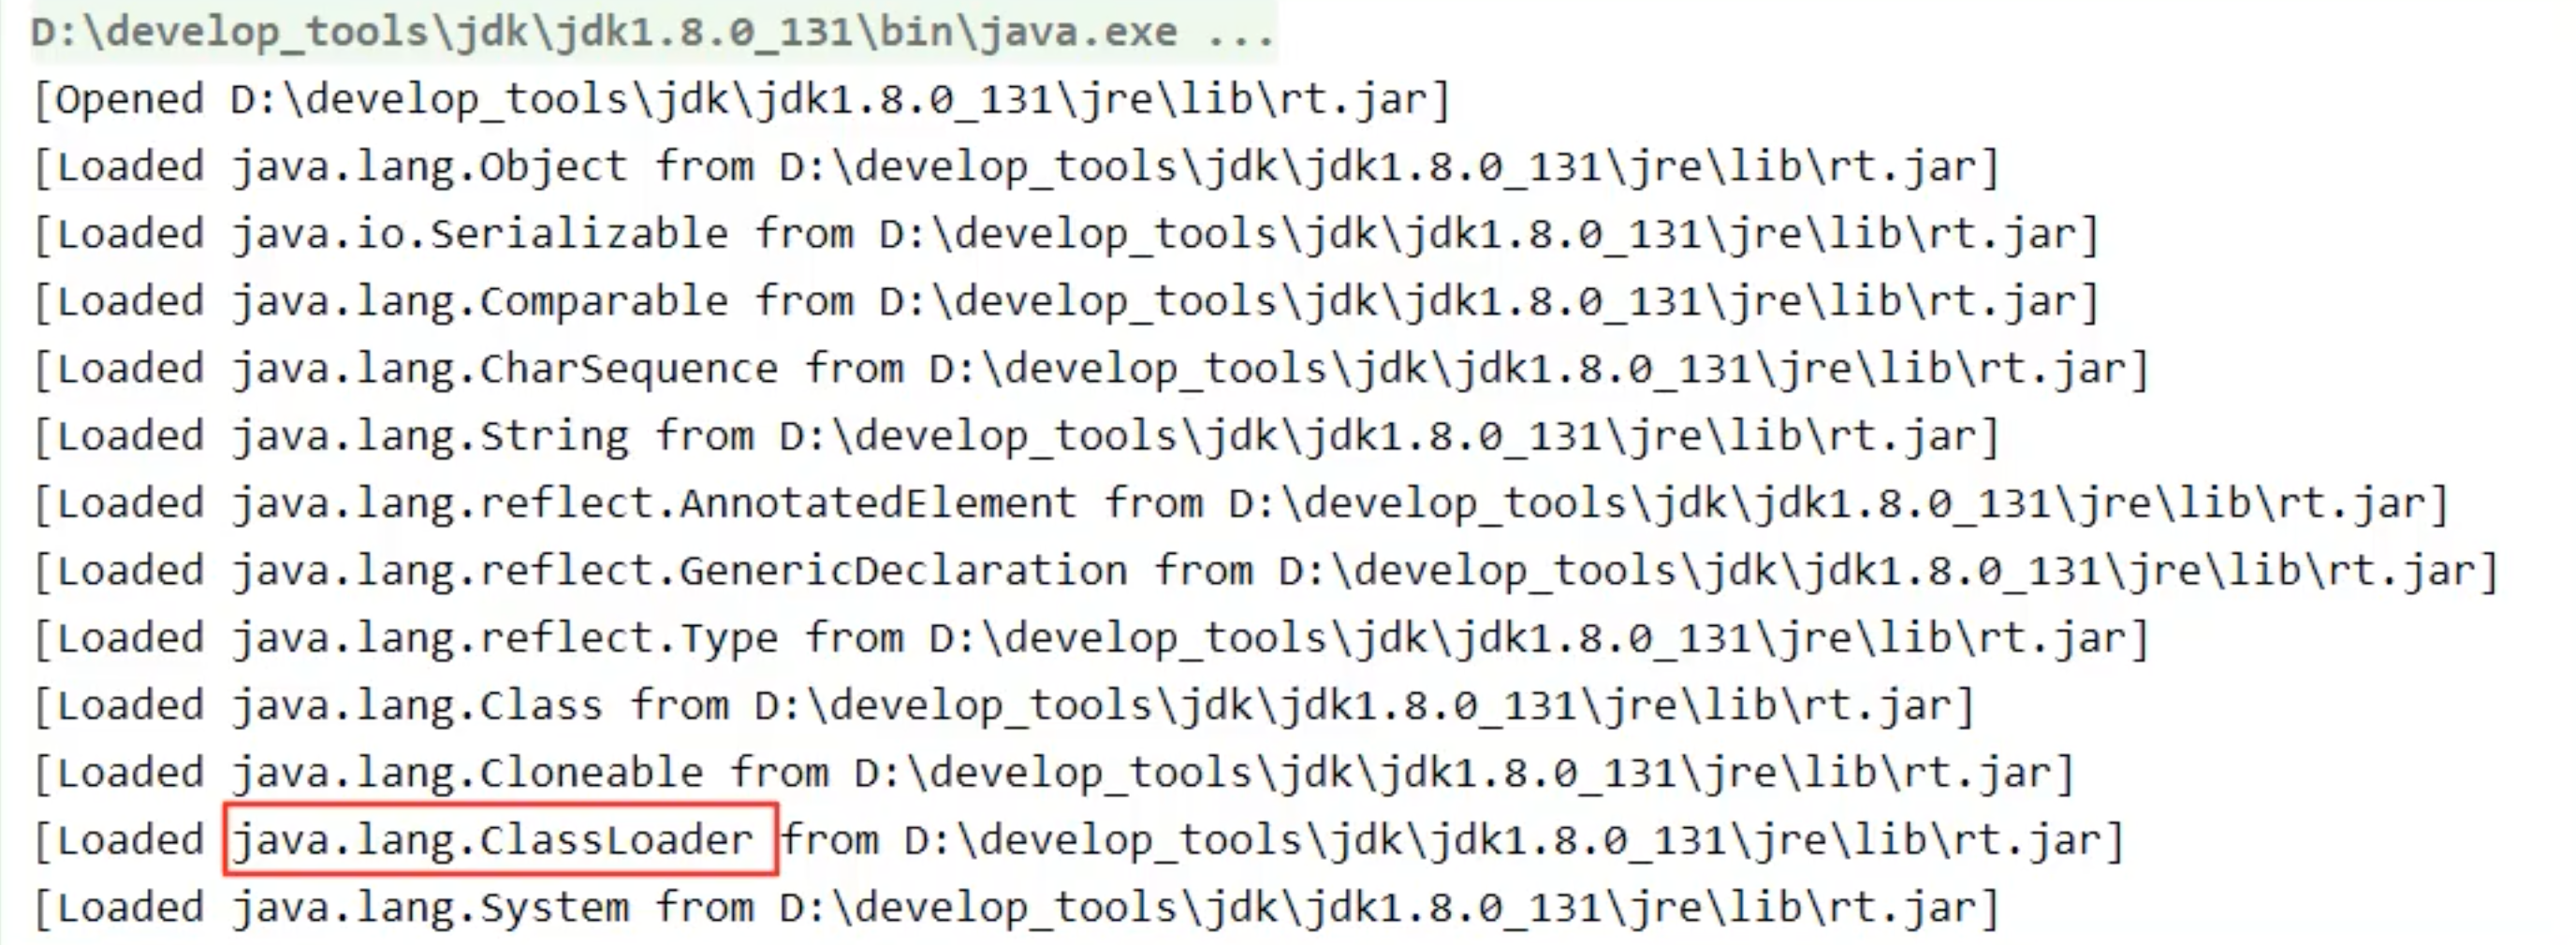 D:\develop_tools\jdk\jdk1.8.0_131\bin\java.exe ...
[Opened D:\develop_tools\jdk\jdk1.8.0_131\jre\lib\rt.jar]
[Loaded java.lang.Object from D:\develop_tools\jdk\jdk1.8.0_131\jre\lib\rt.jar]
[Loaded java.io.Serializable from D:\develop_tools\jdk\jdk1.8.0_131\jre\lib\rt.jar]
[Loaded java.lang.Comparable from D:\develop_tools\jdk\jdk1.8.0_131\jre\lib\rt.jar]
[Loaded java.lang.CharSequence from D:\develop_tools\jdk\jdk1.8.0_131\jre\lib\rt.jar]
[Loaded java.lang.String from D:\develop_tools\jdk\jdk1.8.0_131\jre\lib\rt.jar]
[Loaded java.lang.reflect.AnnotatedElement from D:\develop_tools\jdk\jdk1.8.0_131\jre\lib\rt.jar]
[Loaded java.lang.reflect.GenericDeclaration from D:\develop_tools\jdk\jdk1.8.0_131\jre\lib\rt.jar]
[Loaded java.lang.reflect.Type from D:\develop_tools\jdk\jdk1.8.0_131\jre\lib\rt.jar]
[Loaded java.lang.Class from D:\develop_tools\jdk\jdk1.8.0_131\jre\lib\rt.jar]
[Loaded java.lang.Cloneable from D:\develop_tools\jdk\jdk1.8.0_131\jre\lib\rt.jar]
[Loaded java.lang.ClassLoader from D:\develop_tools\jdk\jdk1.8.0_131\jre\lib\rt.jar]
[Loaded java.lang.System from D:\develop_tools\jdk\jdk1.8.0_131\jre\lib\rt.jar]